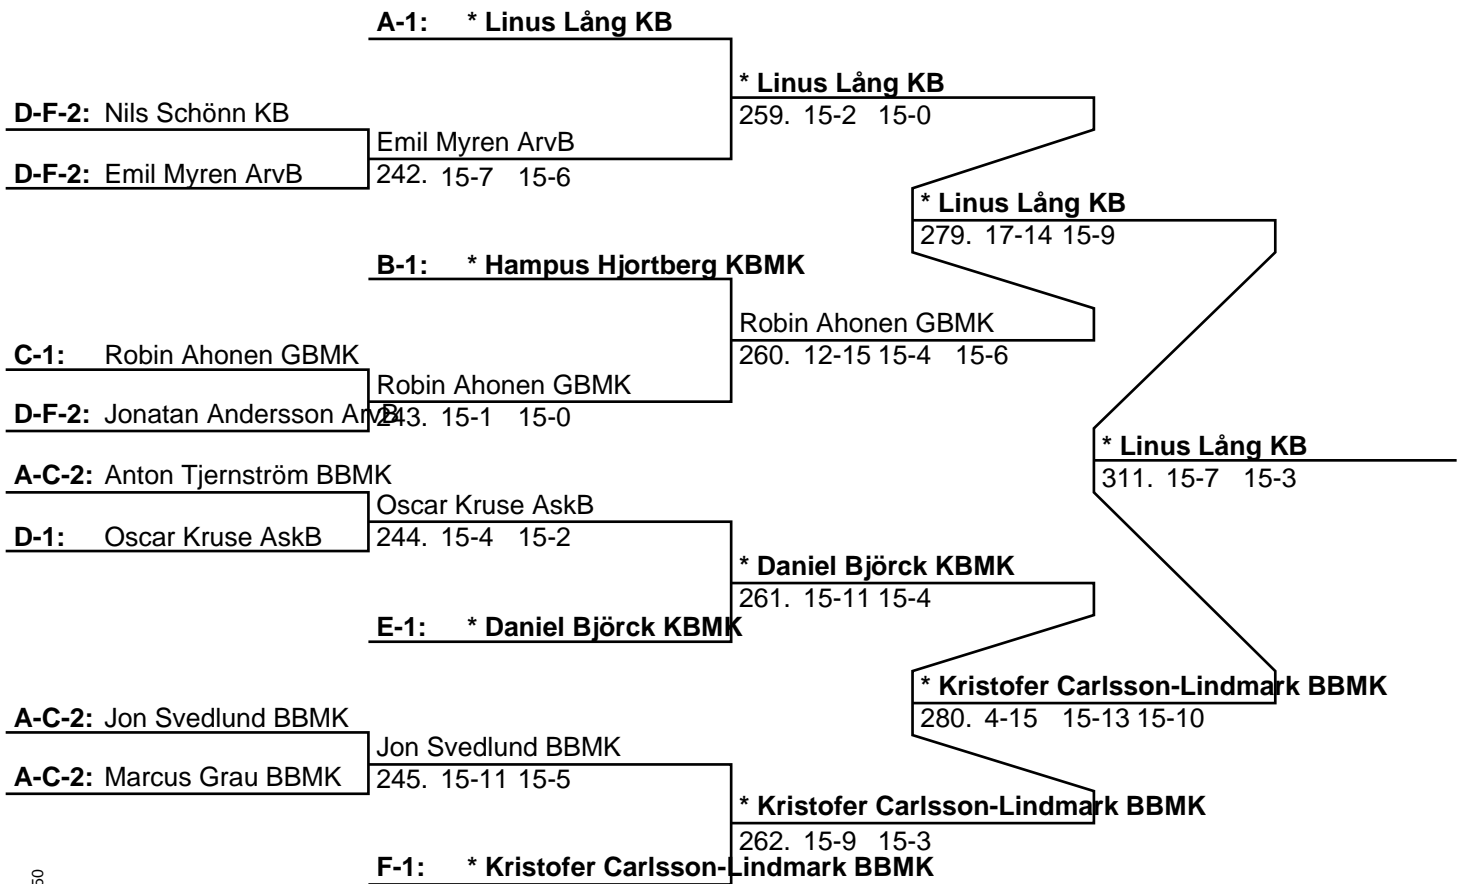 A-1: * Linus Lång KB
* Linus Lång KB
D-F-2: Nils Schönn KB
259. 15-2 15-0
Emil Myren ArvB
D-F-2: Emil Myren ArvB
242. 15-7 15-6
* Linus Lång KB
279. 17-14 15-9
B-1: * Hampus Hjortberg KBMK
Robin Ahonen GBMK
C-1: Robin Ahonen GBMK
260. 12-15 15-4 15-6
Robin Ahonen GBMK
D-F-2: Jonatan Andersson ArvB
243. 15-1 15-0
* Linus Lång KB
A-C-2: Anton Tjernström BBMK
311. 15-7 15-3
Oscar Kruse AskB
D-1: Oscar Kruse AskB
244. 15-4 15-2
* Daniel Björck KBMK
261. 15-11 15-4
E-1: * Daniel Björck KBMK
* Kristofer Carlsson-Lindmark BBMK
A-C-2: Jon Svedlund BBMK
280. 4-15 15-13 15-10
Jon Svedlund BBMK
A-C-2: Marcus Grau BBMK
245. 15-11 15-5
* Kristofer Carlsson-Lindmark BBMK
262. 15-9 15-3
F-1: * Kristofer Carlsson-Lindmark BBMK